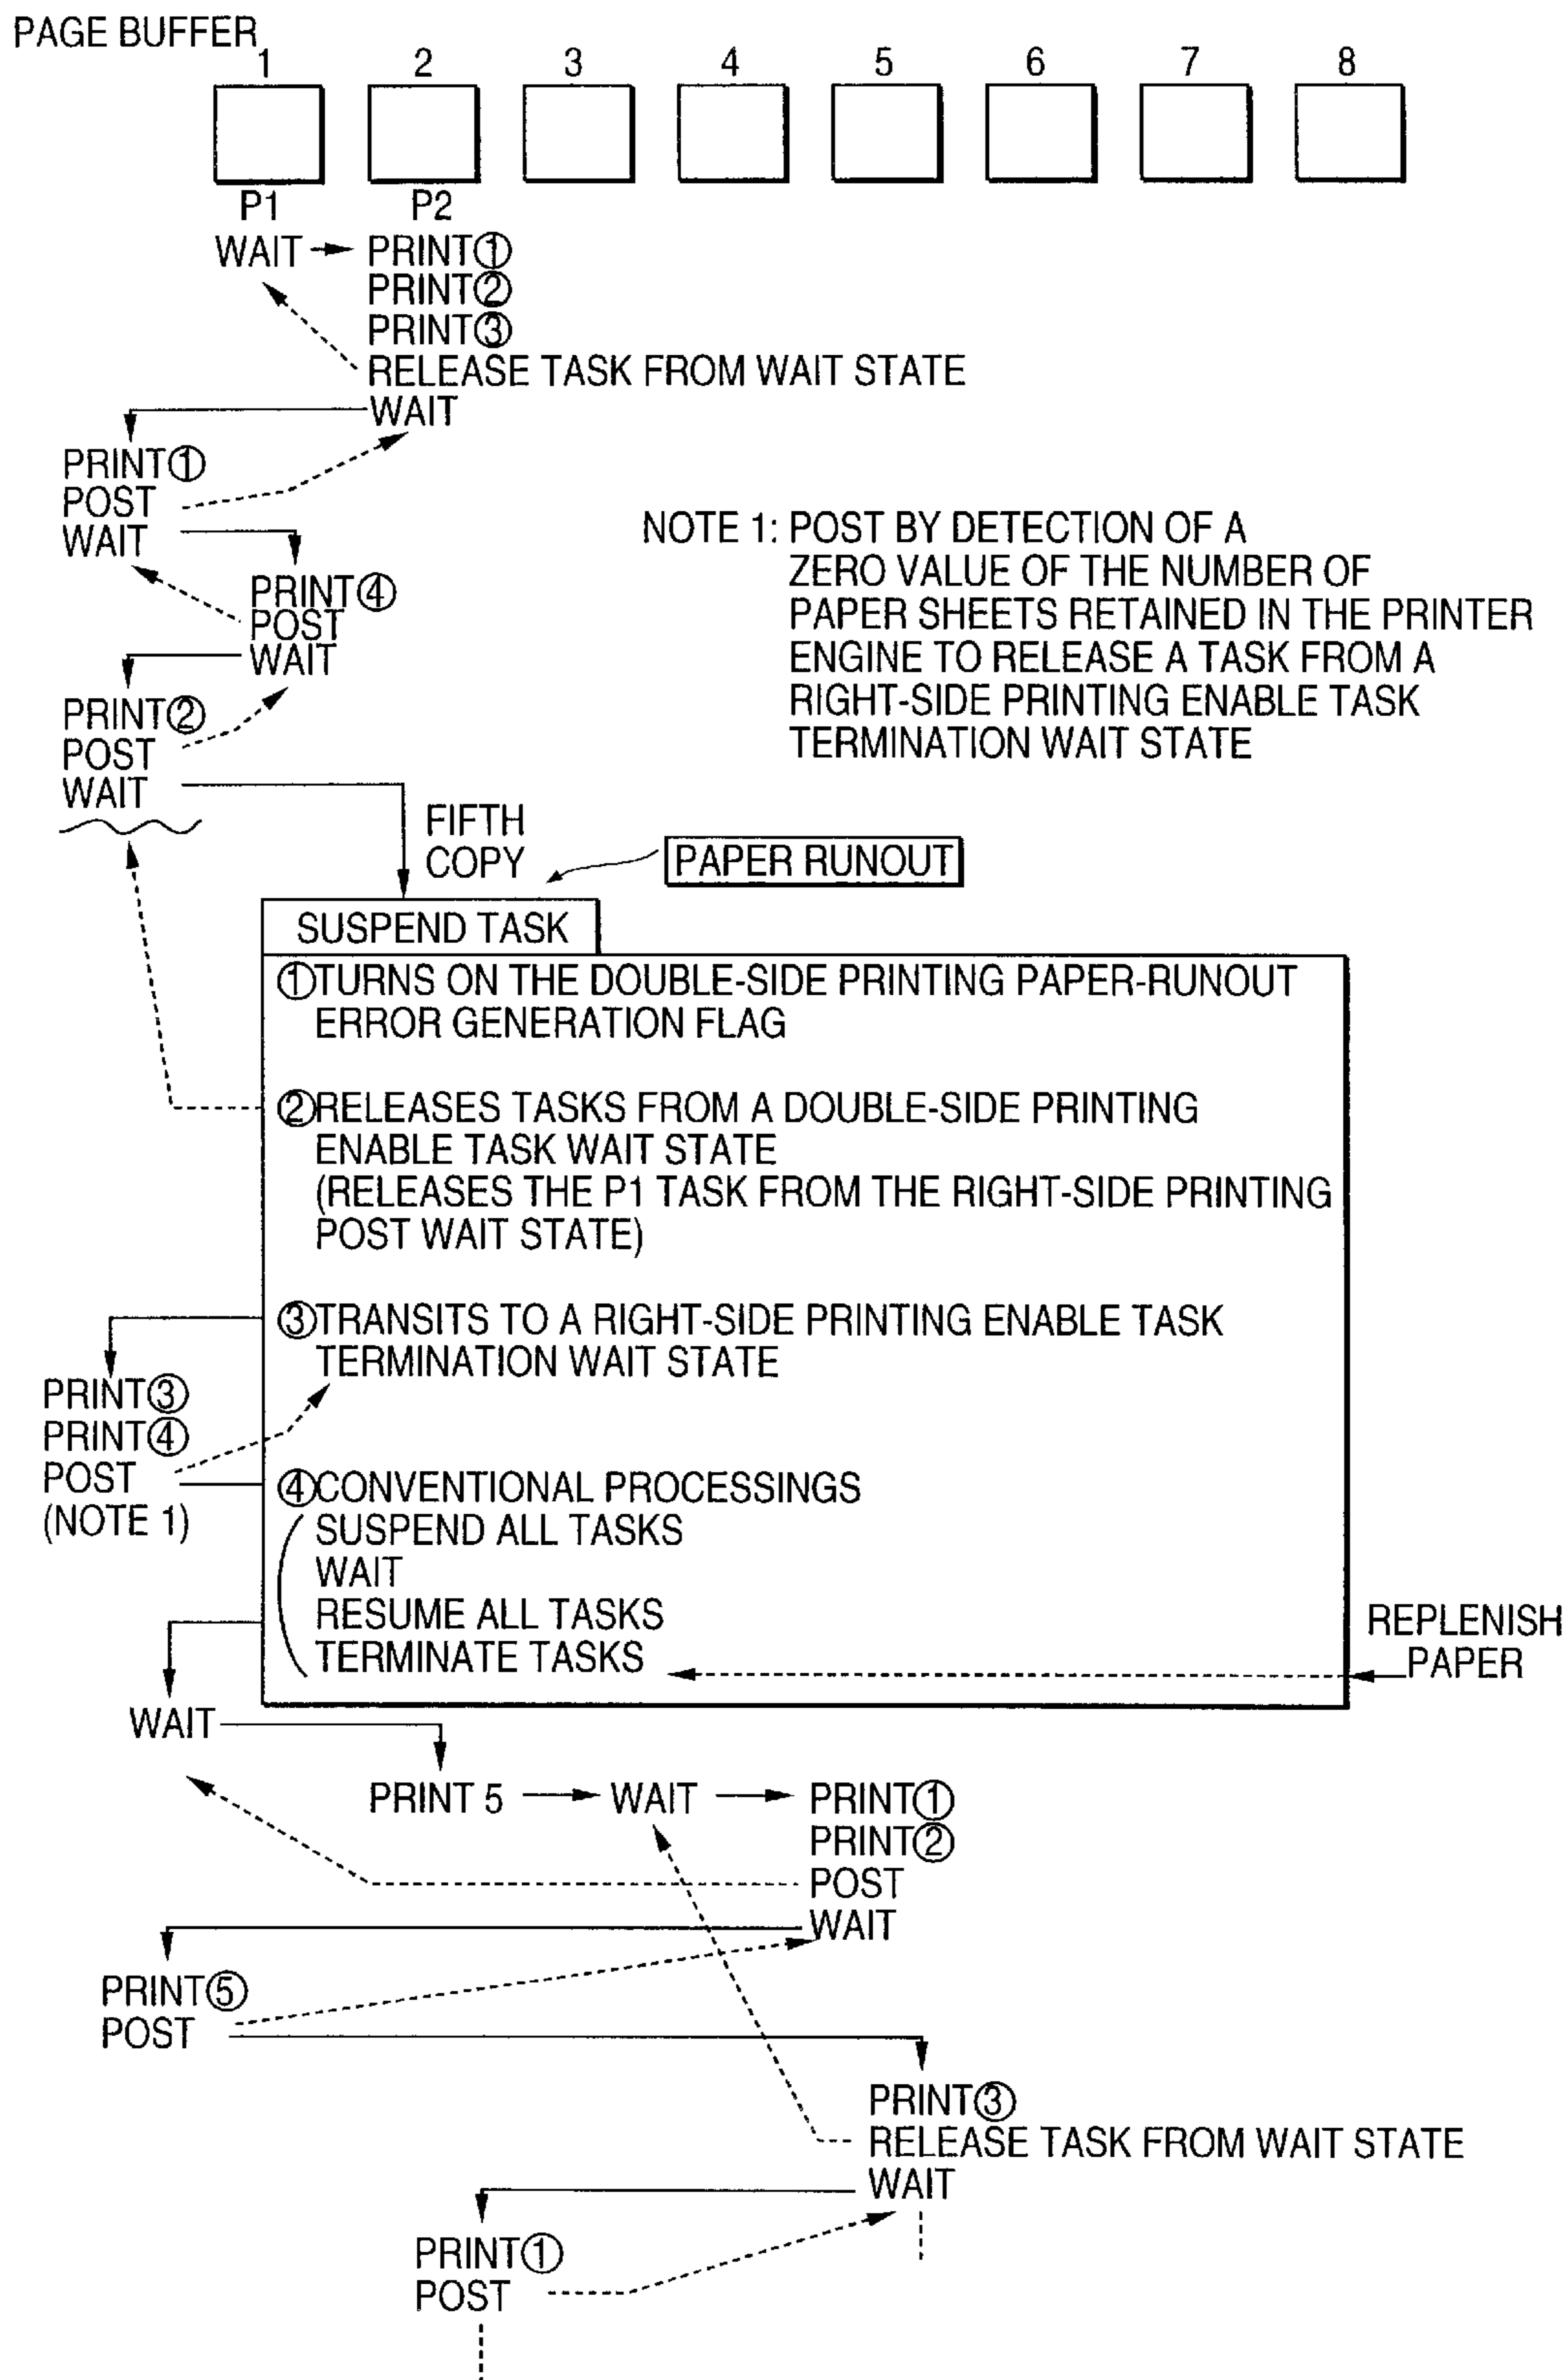 PAGE BUFFER
1 2 3 4 5 6 7 8
P1 P2
WAIT PRINT①
PRINT②
PRINT③
RELEASE TASK FROM WAIT STATE
WAIT
PRINT①
POST
WAIT
NOTE 1: POST BY DETECTION OF A
ZERO VALUE OF THE NUMBER OF
PAPER SHEETS RETAINED IN THE PRINTER
ENGINE TO RELEASE A TASK FROM A
RIGHT-SIDE PRINTING ENABLE TASK
TERMINATION WAIT STATE
PRINT④
POST
WAIT
PRINT②
POST
WAIT
FIFTH
COPY
PAPER RUNOUT
SUSPEND TASK
①TURNS ON THE DOUBLE-SIDE PRINTING PAPER-RUNOUT
ERROR GENERATION FLAG
②RELEASES TASKS FROM A DOUBLE-SIDE PRINTING
ENABLE TASK WAIT STATE
(RELEASES THE P1 TASK FROM THE RIGHT-SIDE PRINTING
POST WAIT STATE)
③TRANSITS TO A RIGHT-SIDE PRINTING ENABLE TASK
TERMINATION WAIT STATE
PRINT③
PRINT④
POST
(NOTE 1)
④CONVENTIONAL PROCESSINGS
SUSPEND ALL TASKS
WAIT
RESUME ALL TASKS
TERMINATE TASKS
REPLENISH
PAPER
WAIT
PRINT 5 WAIT PRINT①
PRINT②
POST
WAIT
PRINT⑤
POST
PRINT③
RELEASE TASK FROM WAIT STATE
WAIT
PRINT①
POST